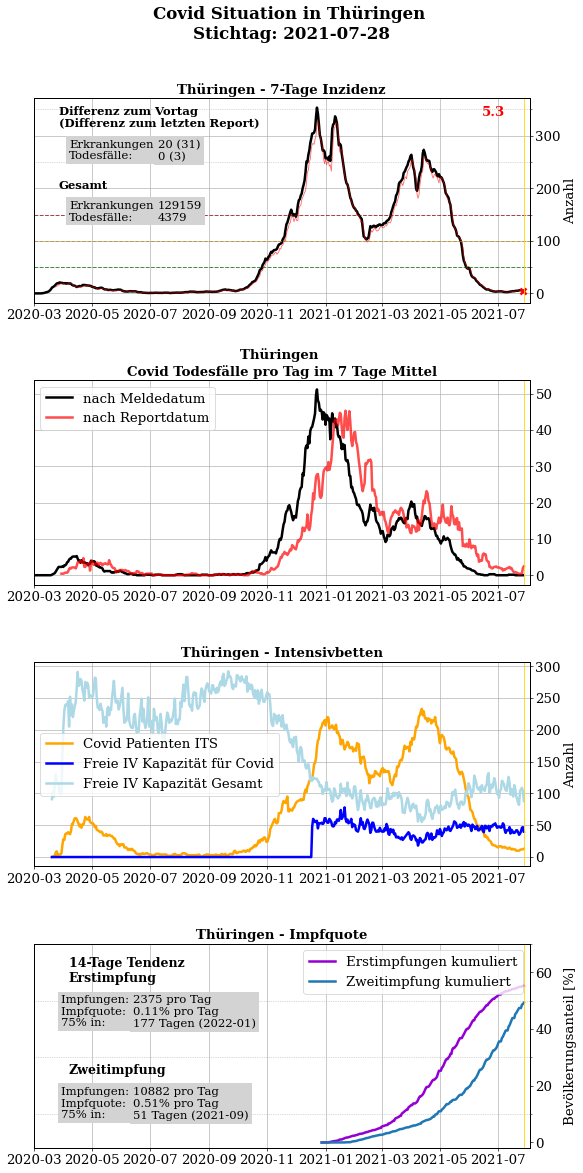 Covid Situation in Thüringen
Stichtag: 2021-07-28
Thüringen - 7-Tage Inzidenz
Differenz zum Vortag
(Differenz zum letzten Report)
Erkrankungen 20 (31)
Todesfälle: 0 (3)
Gesamt
Erkrankungen 129159
Todesfälle: 4379
5.3
300
200
100
0
Anzahl
2020-03 2020-05 2020-07 2020-09 2020-11 2021-01 2021-03 2021-05 2021-07
Thüringen
Covid Todesfälle pro Tag im 7 Tage Mittel
nach Meldedatum
nach Reportdatum
50
40
30
20
10
0
2020-03 2020-05 2020-07 2020-09 2020-11 2021-01 2021-03 2021-05 2021-07
Thüringen - Intensivbetten
Covid Patienten ITS
Freie IV Kapazität für Covid
Freie IV Kapazität Gesamt
300
250
200
150
100
50
0
Anzahl
2020-03 2020-05 2020-07 2020-09 2020-11 2021-01 2021-03 2021-05 2021-07
Thüringen - Impfquote
14-Tage Tendenz
Erstimpfung
Impfungen: 2375 pro Tag
Impfquote: 0.11% pro Tag
75% in: 177 Tagen (2022-01)
Zweitimpfung
Impfungen: 10882 pro Tag
Impfquote: 0.51% pro Tag
75% in: 51 Tagen (2021-09)
Erstimpfungen kumuliert
Zweitimpfung kumuliert
60
40
20
0
Bevölkerungsanteil [%]
2020-03 2020-05 2020-07 2020-09 2020-11 2021-01 2021-03 2021-05 2021-07